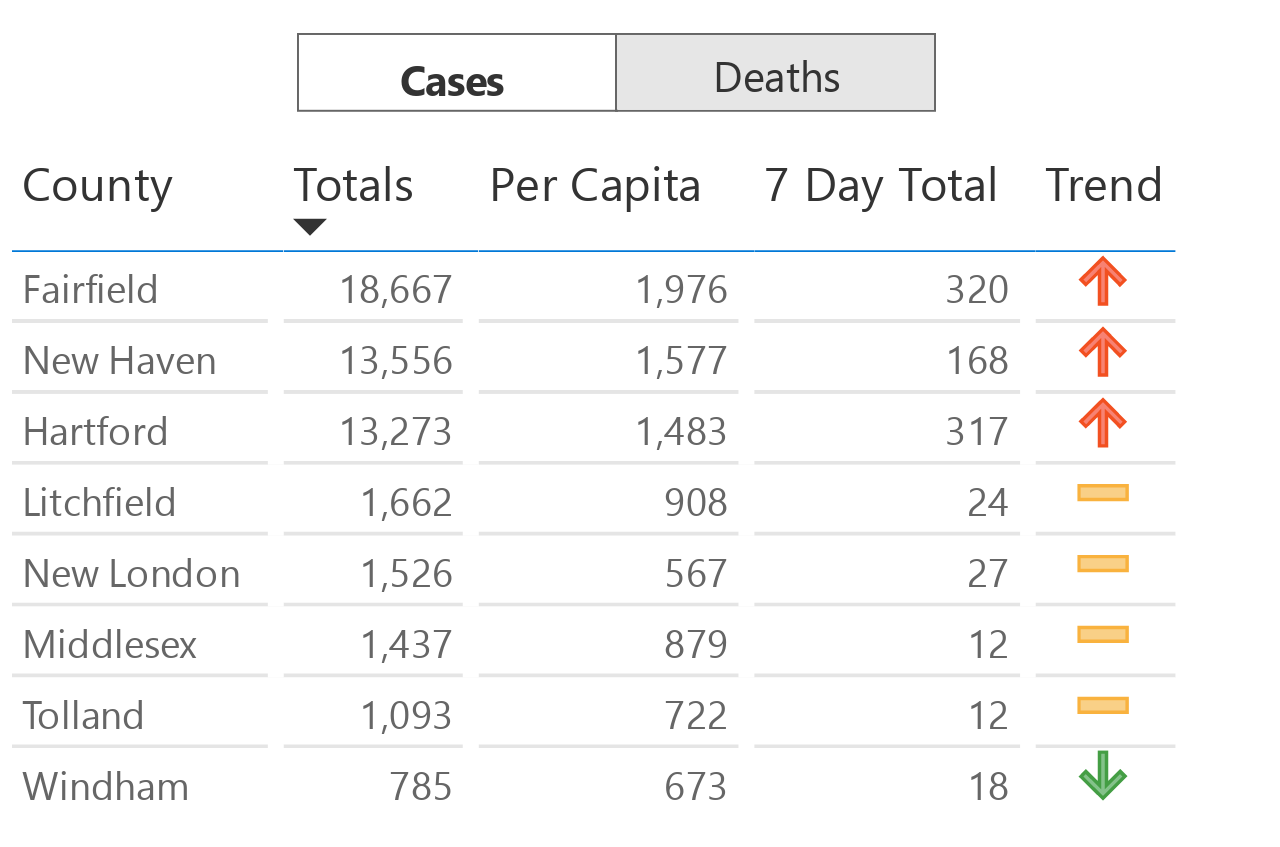 Cases Deaths
County Totals Per Capita 7 Day Total Trend
Fairfield 18,667 1,976 320
New Haven 13,556 1,577 168
Hartford 13,273 1,483 317
Litchfield 1,662 908 24
New London 1,526 567 27
Middlesex 1,437 879 12
Tolland 1,093 722 12
Windham 785 673 18